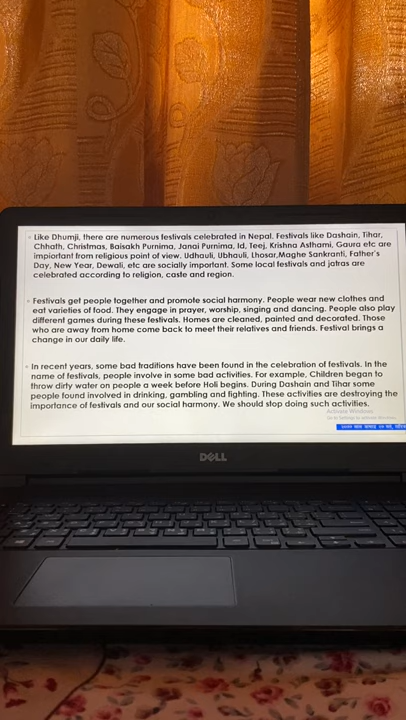 Like Dhumji, there are numerous festivals celebrated in Nepal. Festivals like Dashain, Tihar,
Chhath, Christmas, Baisakh Purnima, Janai Purnima, Id, Teej, Krishna Asthami, Gaura etc are
impiortant from religious point of view. Udhauli, Ubhauli, Lhosar,Maghe Sankranti, Father's
Day, New Year, Dewali, etc are socially important. Some local festivals and jatras are
celebrated according to religion, caste and region.
Festivals get people together and promote social harmony. People wear new clothes and
eat varieties of food. They engage in prayer, worship, singing and dancing. People also play
different games during these festivals. Homes are cleaned, painted and decorated. Those
who are away from home come back to meet their relatives and friends. Festival brings a
change in our daily life.
In recent years, some bad traditions have been found in the celebration of festivals. In the
name of festivals, people involve in some bad activities. For example, Children began to
throw dirty water on people a week before Holi begins. During Dashain and Tihar some
people found involved in drinking, gambling and fighting. These activities are destroying the
importance of festivals and our social harmony. We should stop doing such activities.
Activate Windows
Go to Settings to activate Windows.
DELL